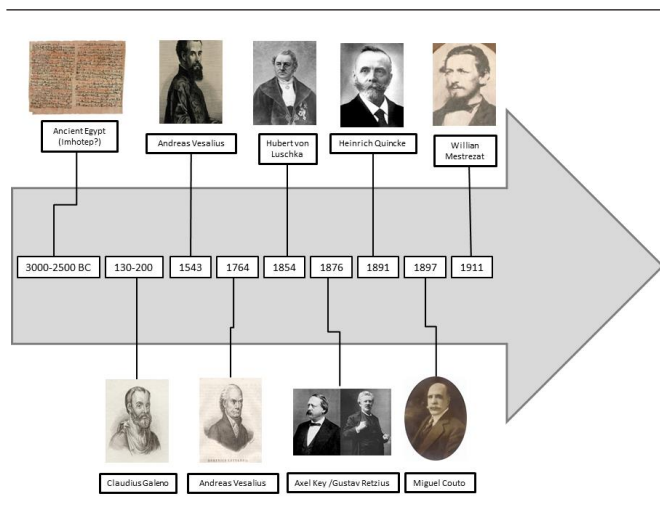 Ancient Egypt
(Imhotep?)
Andreas Vesalius
Hubert von
Luschka
Heinrich Quincke
Willian
Mestrezat
3000-2500 BC
130-200
1543
1764
1854
1876
1891
1897
1911
Claudius Galeno
Andreas Vesalius
Axel Key /Gustav Retzius
Miguel Couto